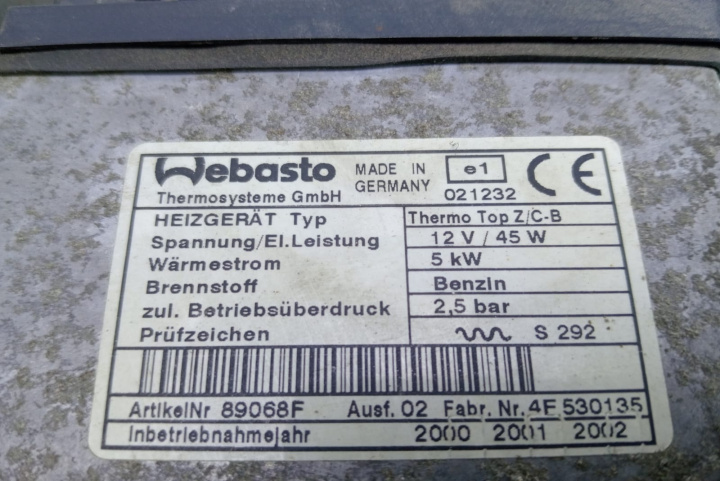 Webasto MADE IN GERMANY e1 CE
Thermosysteme GmbH 021232
HEIZGERÄT Typ Thermo Top Z/C-B
Spannung/El.Leistung 12 V / 45 W
Wärmestrom 5 kW
Brennstoff Benzin
zul. Betriebsüberdruck 2,5 bar
Prüfzeichen S 292
ArtikelNr 89068F Ausf. 02 Fabr. Nr. 4F 530135
Inbetriebnahmejahr 2000 2001 2002